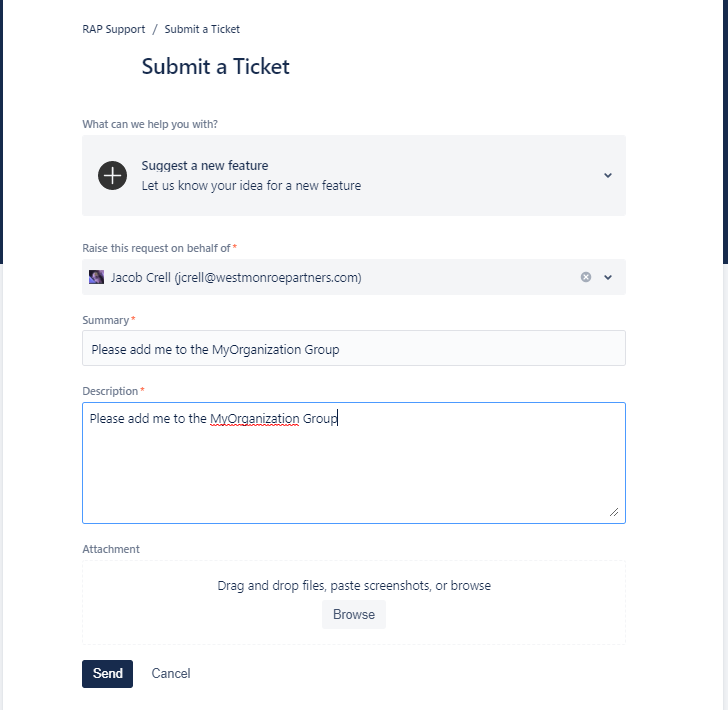 RAP Support / Submit a Ticket
Submit a Ticket
What can we help you with?
Suggest a new feature
Let us know your idea for a new feature
Raise this request on behalf of *
Jacob Crell (jcrell@westmonroepartners.com)
Summary *
Please add me to the MyOrganization Group
Description *
Please add me to the MyOrganization Group
Attachment
Drag and drop files, paste screenshots, or browse
Browse
Send Cancel